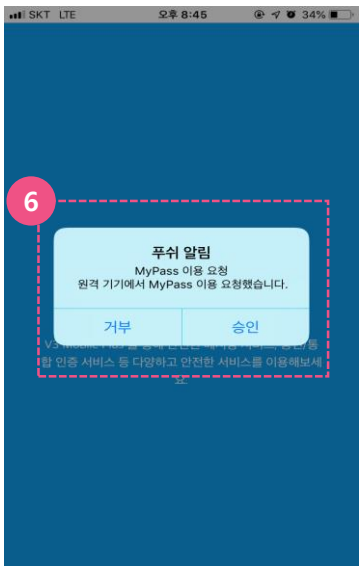 SKT LTE 오후 8:45 34%
6
푸쉬 알림
MyPass 이용 요청
원격 기기에서 MyPass 이용 요청했습니다.
거부 승인
합 인증 서비스 등 다양하고 안전한 서비스를 이용해보세
요